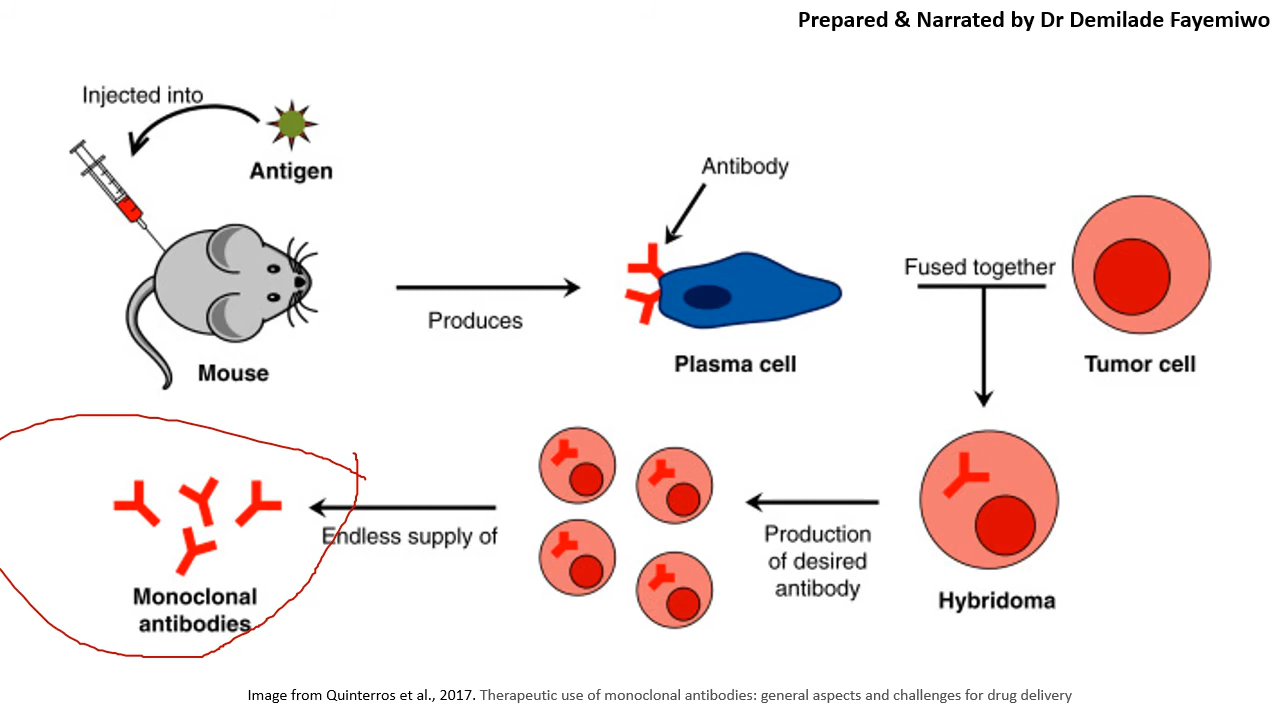 Prepared & Narrated by Dr Demilade Fayemiwo
Injected into
Antigen
Mouse
Produces
Antibody
Plasma cell
Fused together
Tumor cell
Hybridoma
Production
of desired
antibody
Endless supply of
Monoclonal
antibodies
Image from Quinterros et al., 2017. Therapeutic use of monoclonal antibodies: general aspects and challenges for drug delivery